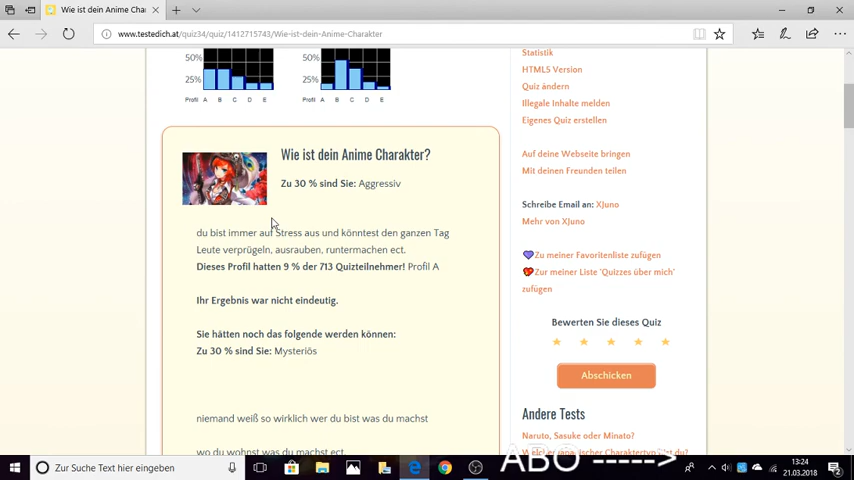 Wie ist dein Anime Char
www.testedich.at/quiz34/quiz/1412715743/Wie-ist-dein-Anime-Charakter
50%
25%
Profil A B C D E
50%
25%
Profil A B C D E
Wie ist dein Anime Charakter?
Zu 30 % sind Sie: Aggressiv
du bist immer auf Stress aus und könntest den ganzen Tag
Leute verprügeln, ausrauben, runtermachen ect.
Dieses Profil hatten 9 % der 713 Quizteilnehmer! Profil A
Ihr Ergebnis war nicht eindeutig.
Sie hätten noch das folgende werden können:
Zu 30 % sind Sie: Mysteriös
niemand weiß so wirklich wer du bist was du machst
wo du wohnst was du machst ect.
Statistik
HTML5 Version
Quiz ändern
Illegale Inhalte melden
Eigenes Quiz erstellen
Auf deine Webseite bringen
Mit deinen Freunden teilen
Schreibe Email an: XJuno
Mehr von XJuno
Zu meiner Favoritenliste zufügen
Zur meiner Liste 'Quizzes über mich'
zufügen
Bewerten Sie dieses Quiz
Abschicken
Andere Tests
Naruto, Sasuke oder Minato?
Welcher Charaktertyp du?
ABO ----->
Zur Suche Text hier eingeben
13:24
21.03.2018